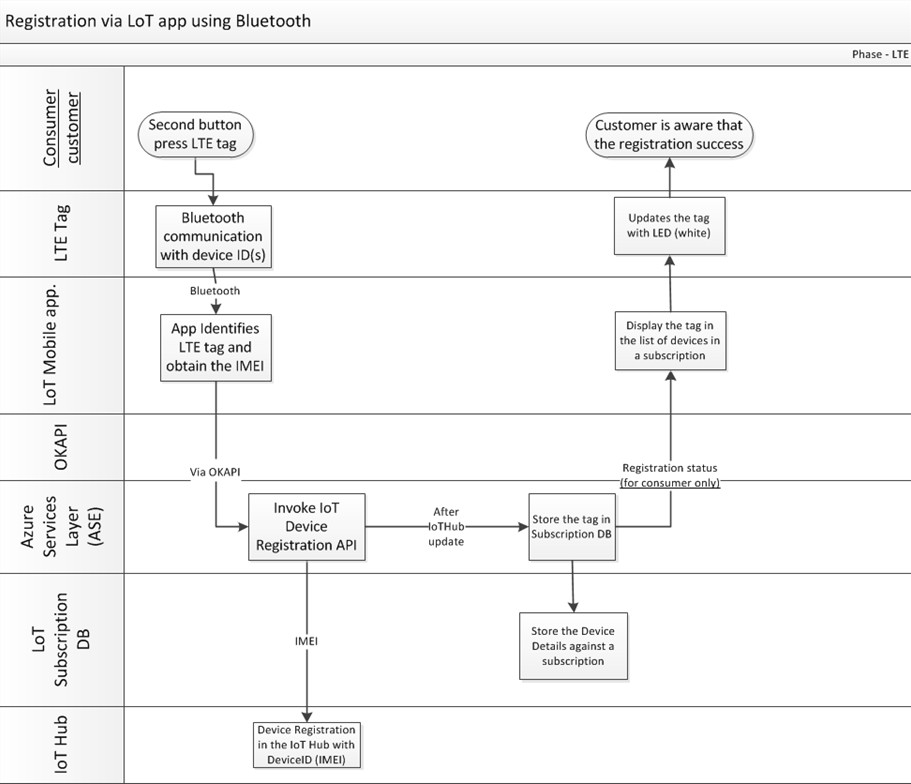 Registration via LoT app using Bluetooth
Phase - LTE
Consumer
customer
Second button
press LTE tag
Customer is aware that
the registration success
LTE Tag
Bluetooth
communication
with device ID(s)
Updates the tag
with LED (white)
Bluetooth
LoT Mobile app.
App Identifies
LTE tag and
obtain the IMEI
Display the tag in
the list of devices in
a subscription
OKAPI
Via OKAPI
Registration status
(for consumer only)
Azure
Services
Layer
(ASE)
Invoke IoT
Device
Registration API
After
IoTHub
update
Store the tag in
Subscription DB
LoT
Subscription
DB
IMEI
Store the Device
Details against a
subscription
IoT Hub
Device Registration
in the IoT Hub with
DeviceID (IMEI)